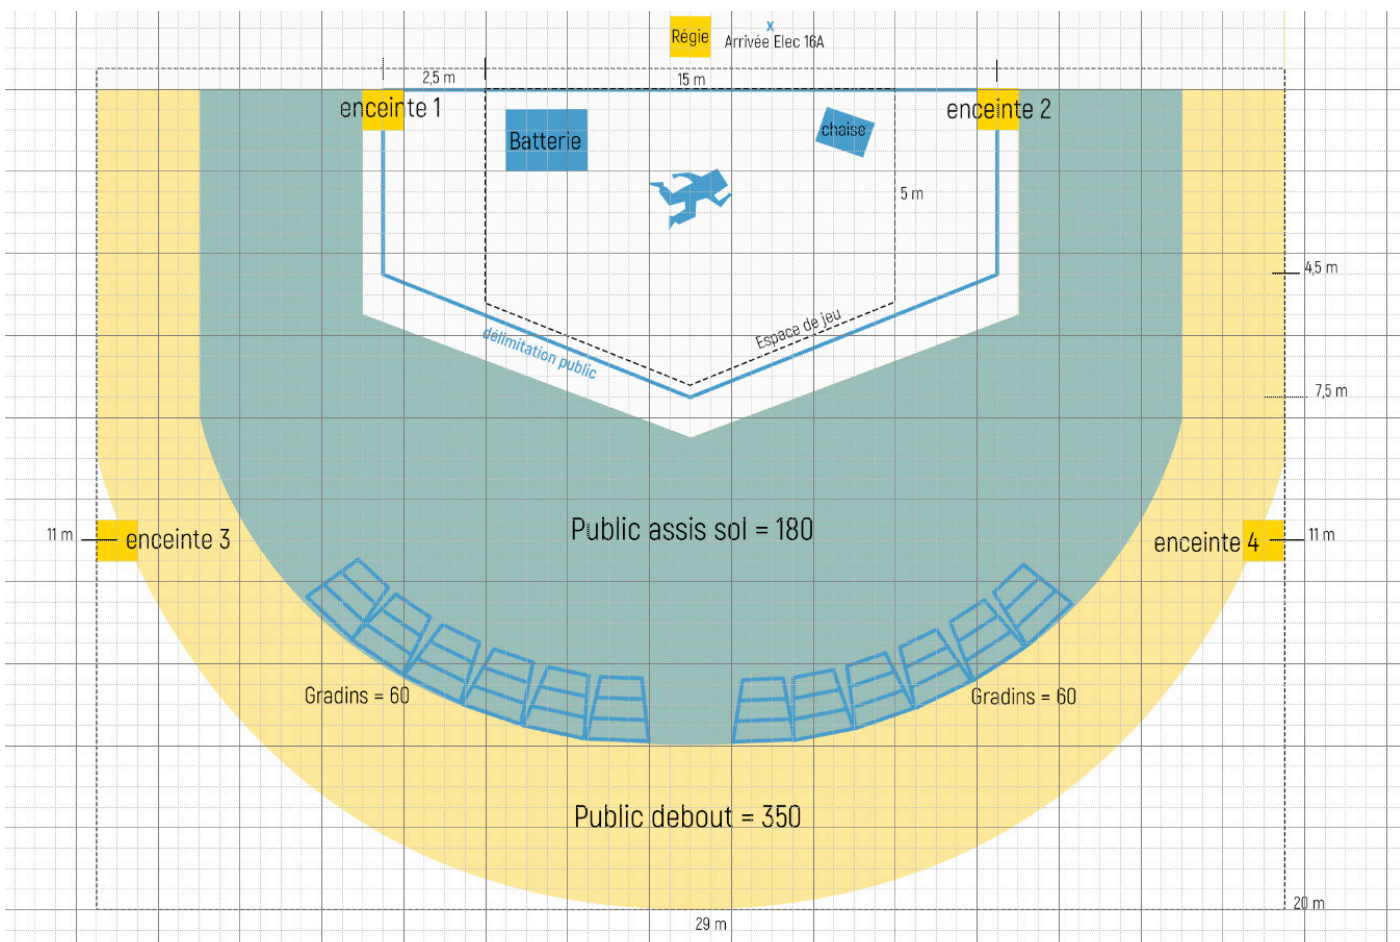 Régie
x
Arrivée Elec 16A
2,5 m
15 m
enceinte 1
enceinte 2
Batterie
chaise
5 m
4,5 m
délimitation public
Espace de jeu
7,5 m
11 m
enceinte 3
Public assis sol = 180
enceinte 4
11 m
Gradins = 60
Gradins = 60
Public debout = 350
20 m
29 m